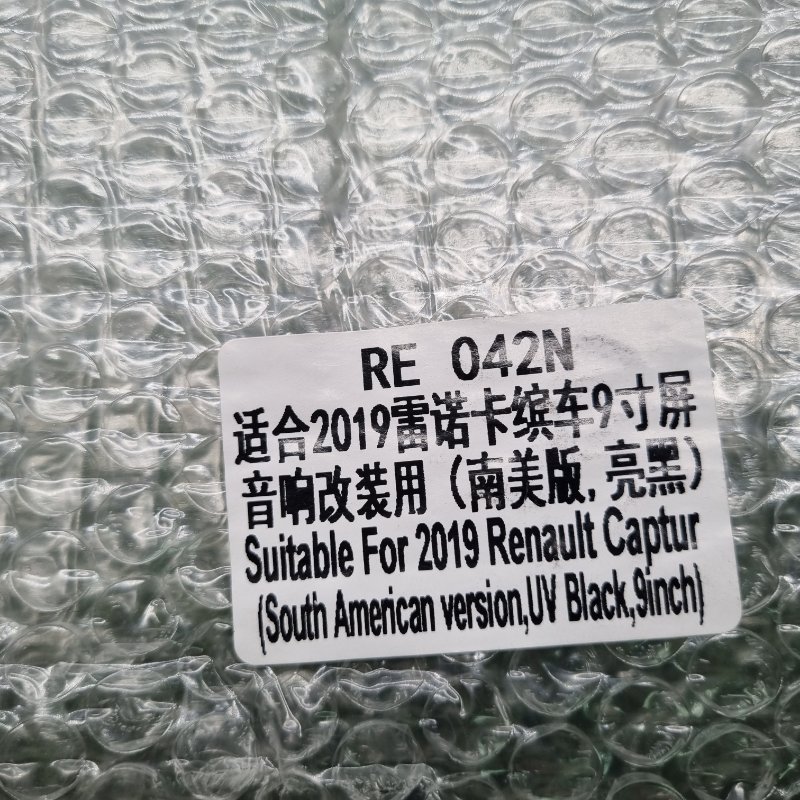 RE 042N
适合2019雷诺卡缤车9寸屏
音响改装用（南美版,亮黑）
Suitable For 2019 Renault Captur
(South American version,UV Black,9inch)